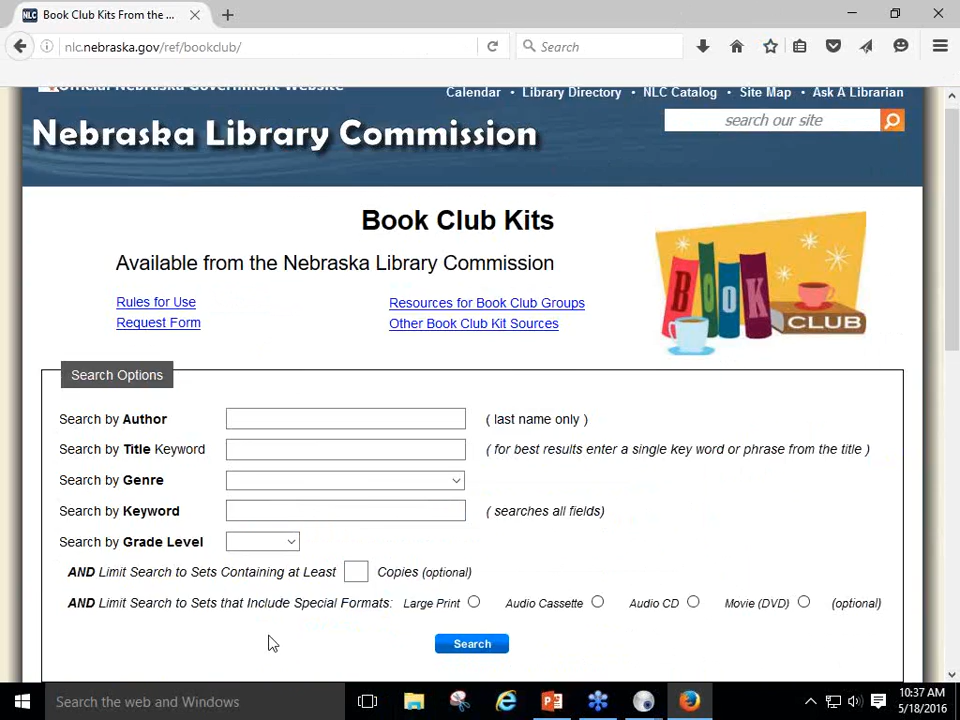 NLC Book Club Kits From the ...
nlc.nebraska.gov/ref/bookclub/
Search
Official Nebraska Government Website
Calendar • Library Directory • NLC Catalog • Site Map • Ask A Librarian
Nebraska Library Commission
search our site
Book Club Kits
Available from the Nebraska Library Commission
Rules for Use
Resources for Book Club Groups
Request Form
Other Book Club Kit Sources
BOOK
CLUB
Search Options
Search by Author ( last name only )
Search by Title Keyword ( for best results enter a single key word or phrase from the title )
Search by Genre
Search by Keyword ( searches all fields)
Search by Grade Level
AND Limit Search to Sets Containing at Least Copies (optional)
AND Limit Search to Sets that Include Special Formats: Large Print Audio Cassette Audio CD Movie (DVD) (optional)
Search
Search the web and Windows
10:37 AM
5/18/2016